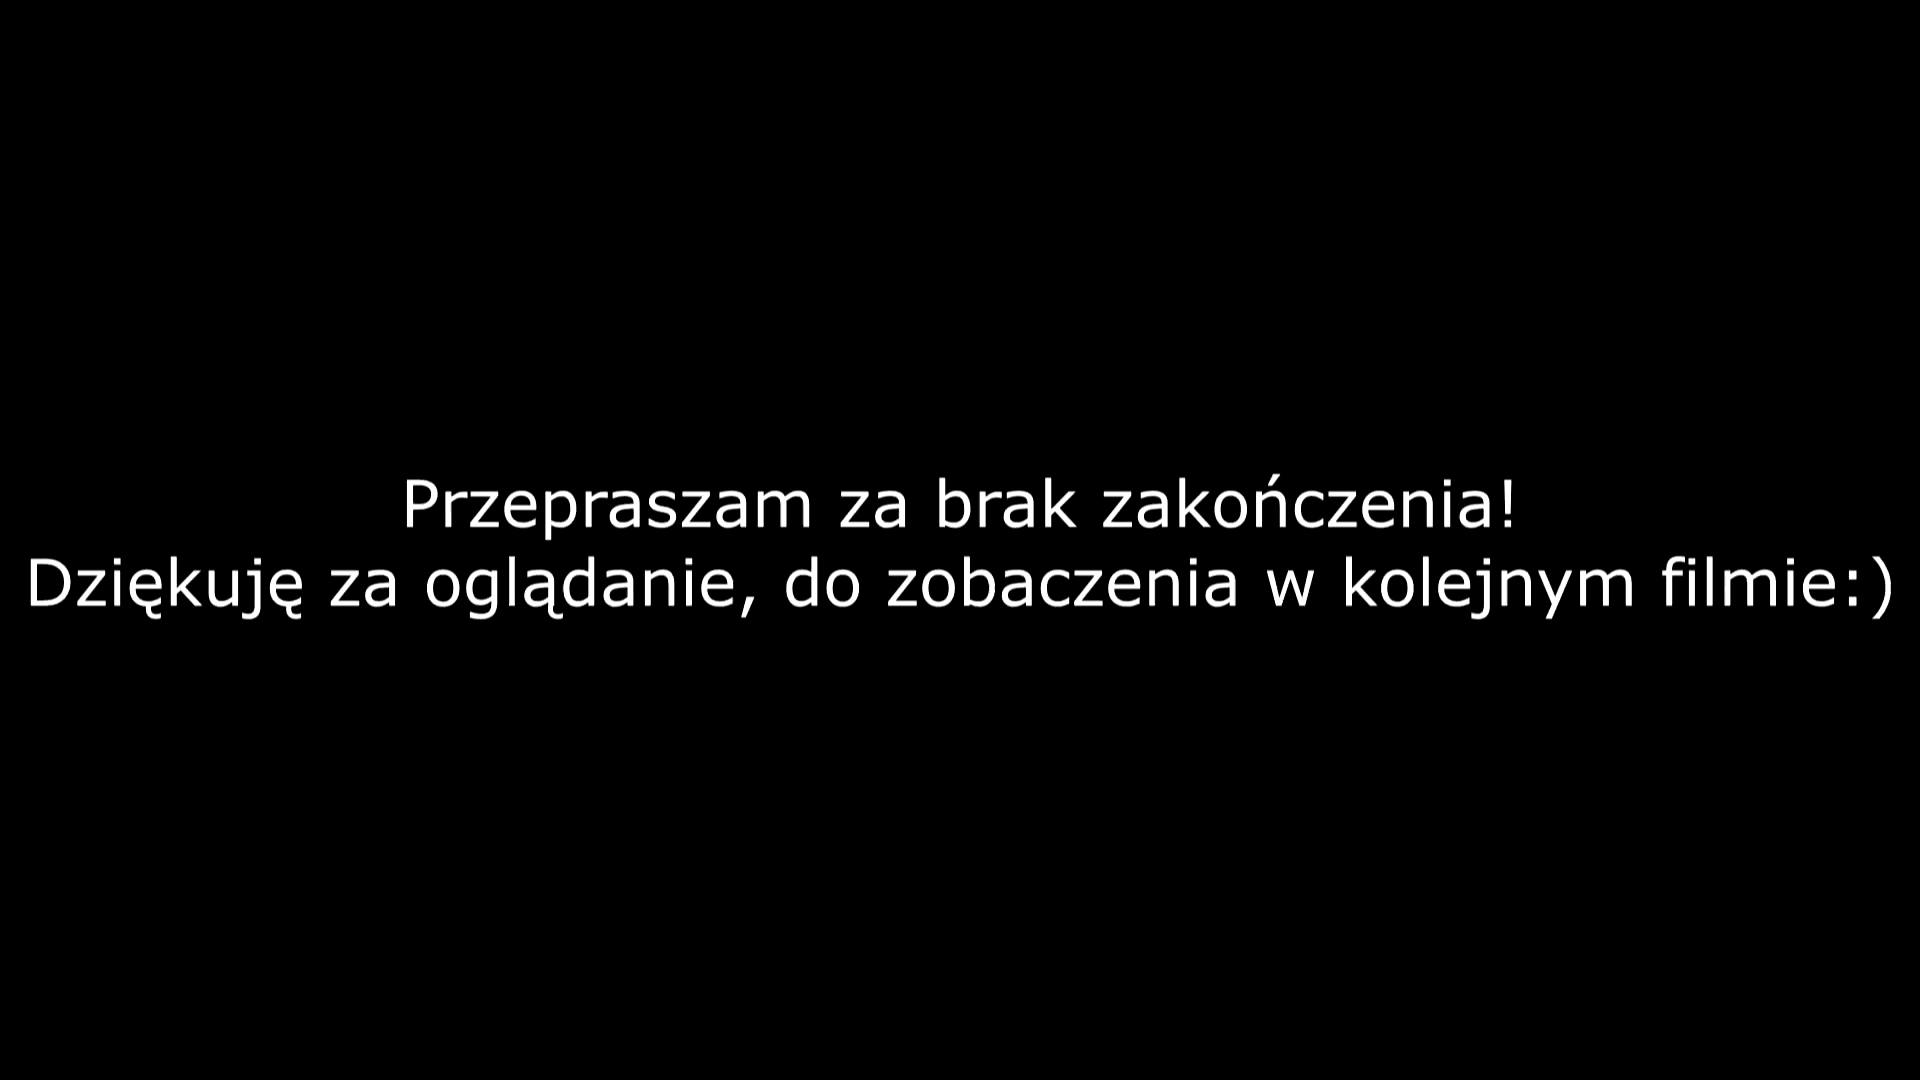 Przepraszam za brak zakończenia!
Dziękuję za oglądanie, do zobaczenia w kolejnym filmie:)